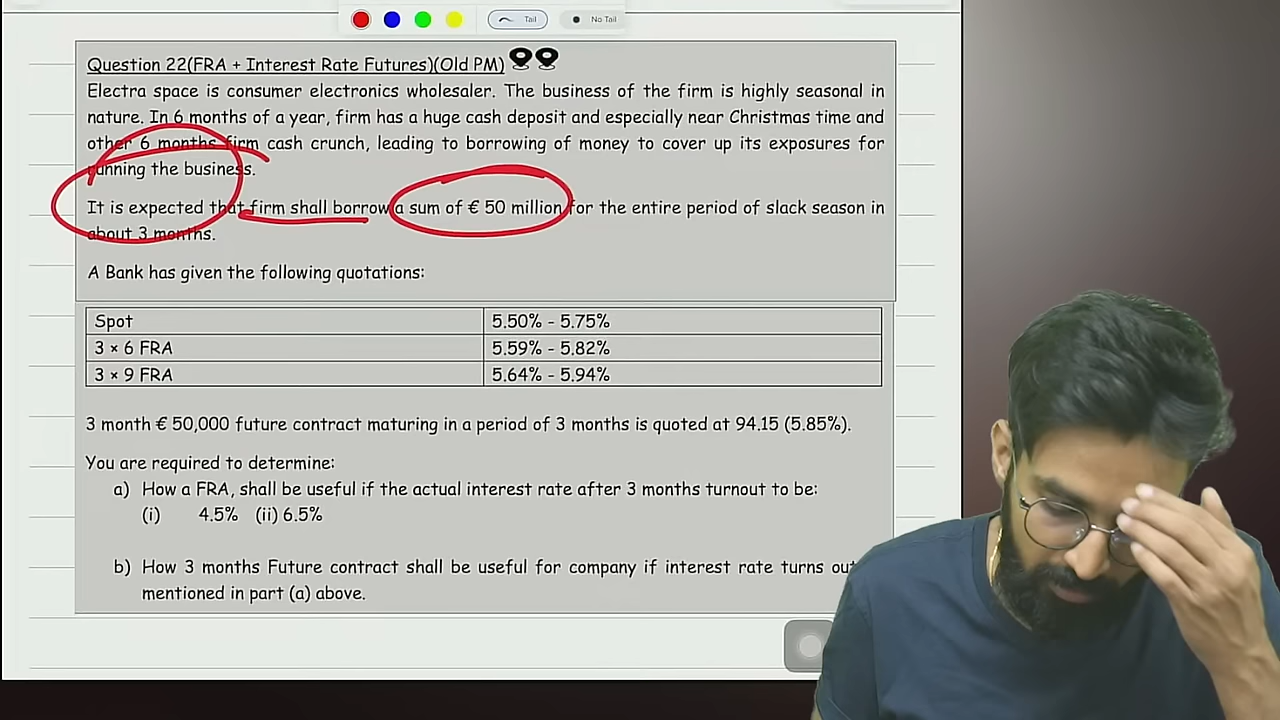 Tail
No Tail
Question 22(FRA + Interest Rate Futures)(Old PM)
Electra space is consumer electronics wholesaler. The business of the firm is highly seasonal in
nature. In 6 months of a year, firm has a huge cash deposit and especially near Christmas time and
other 6 months firm cash crunch, leading to borrowing of money to cover up its exposures for
running the business.
It is expected that firm shall borrow a sum of € 50 million for the entire period of slack season in
about 3 months.
A Bank has given the following quotations:
Spot 5.50% - 5.75%
3 × 6 FRA 5.59% - 5.82%
3 × 9 FRA 5.64% - 5.94%
3 month € 50,000 future contract maturing in a period of 3 months is quoted at 94.15 (5.85%).
You are required to determine:
a) How a FRA, shall be useful if the actual interest rate after 3 months turnout to be:
(i) 4.5% (ii) 6.5%
b) How 3 months Future contract shall be useful for company if interest rate turns out
mentioned in part (a) above.